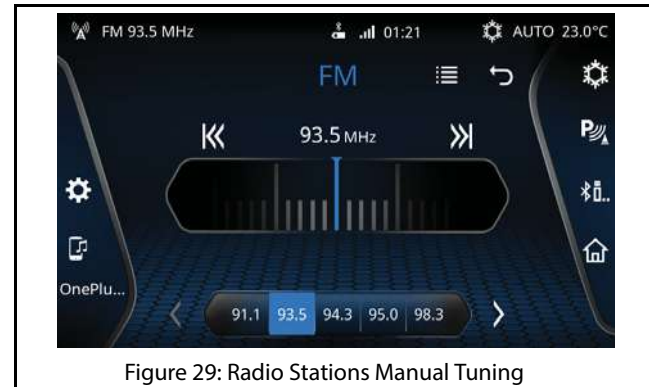 FM 93.5 MHz 01:21 AUTO 23.0°C
FM
93.5 MHz
OnePlu...
91.1 93.5 94.3 95.0 98.3
Figure 29: Radio Stations Manual Tuning